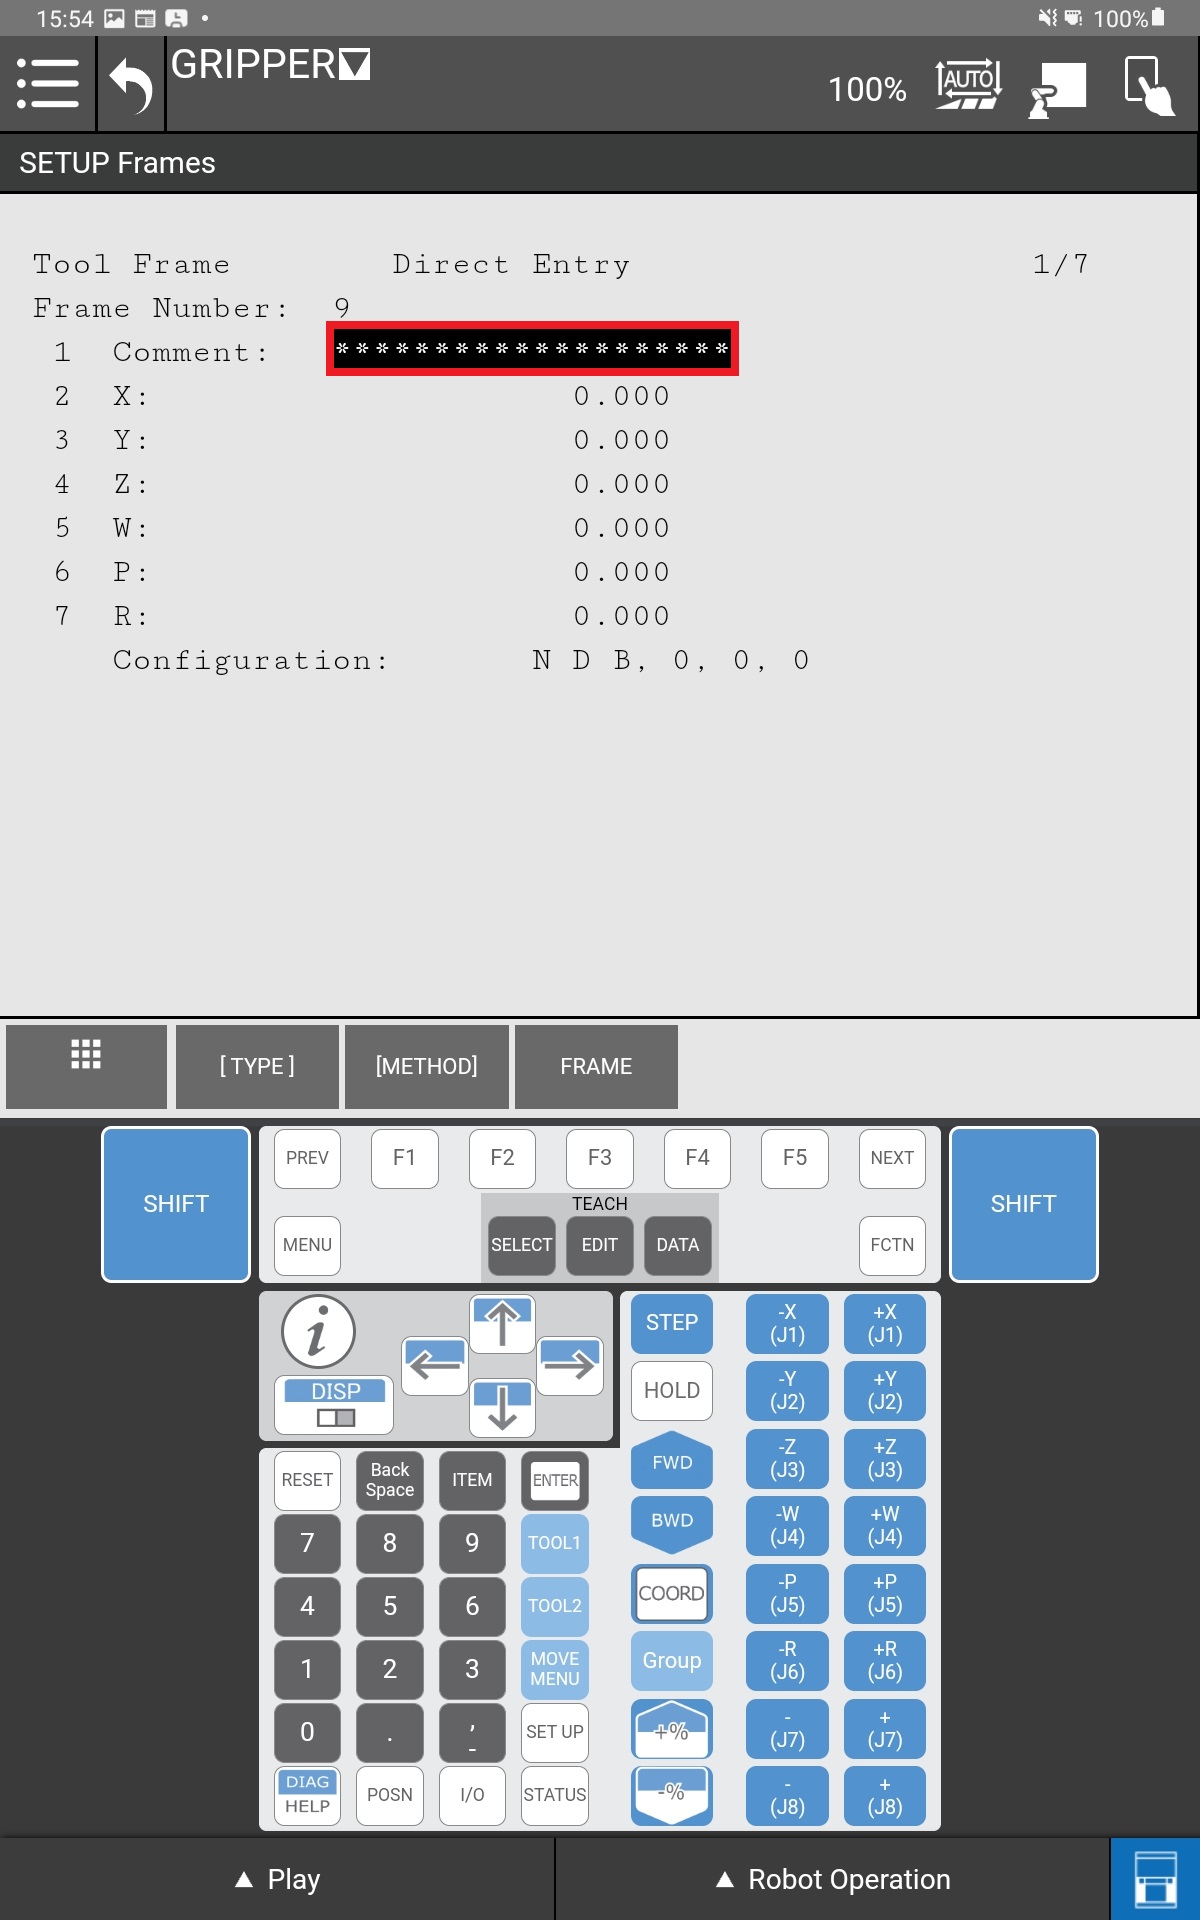 15:54
100%
GRIPPER
100% AUTO
SETUP Frames
Tool Frame Direct Entry 1/7
Frame Number: 9
1 Comment: ********************
2 X: 0.000
3 Y: 0.000
4 Z: 0.000
5 W: 0.000
6 P: 0.000
7 R: 0.000
Configuration: N D B, 0, 0, 0
[ TYPE ] [METHOD] FRAME
SHIFT
PREV F1 F2 F3 F4 F5 NEXT
SHIFT
TEACH
MENU SELECT EDIT DATA FCTN
i
DISP
STEP -X (J1) +X (J1)
HOLD -Y (J2) +Y (J2)
FWD -Z (J3) +Z (J3)
BWD -W (J4) +W (J4)
COORD -P (J5) +P (J5)
Group -R (J6) +R (J6)
+% - (J7) + (J7)
-% - (J8) + (J8)
RESET Back Space ITEM ENTER
7 8 9 TOOL1
4 5 6 TOOL2
1 2 3 MOVE MENU
0 . , - SET UP
DIAG HELP POSN I/O STATUS
▲ Play ▲ Robot Operation